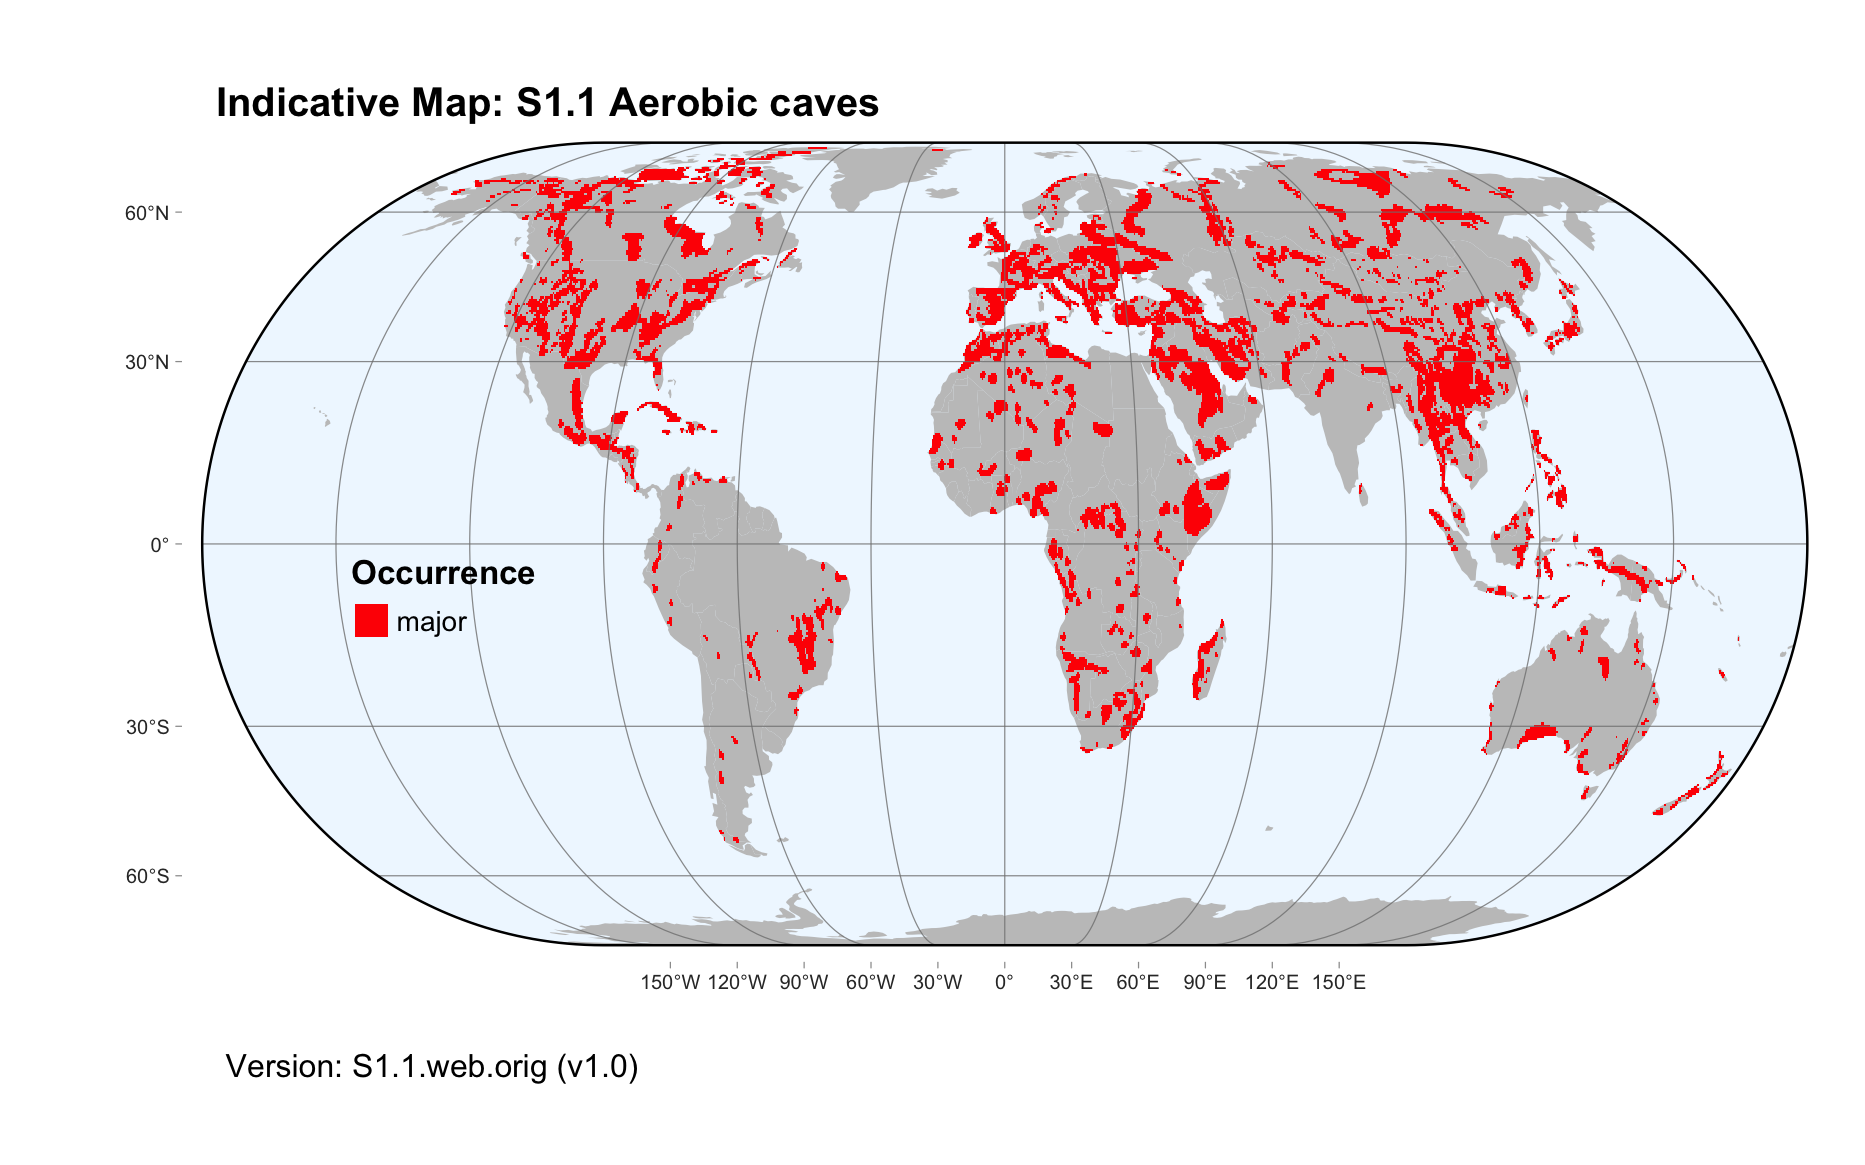 Indicative Map: S1.1 Aerobic caves
60°N
30°N
0°
30°S
60°S
Occurrence
major
150°W 120°W 90°W 60°W 30°W 0° 30°E 60°E 90°E 120°E 150°E
Version: S1.1.web.orig (v1.0)